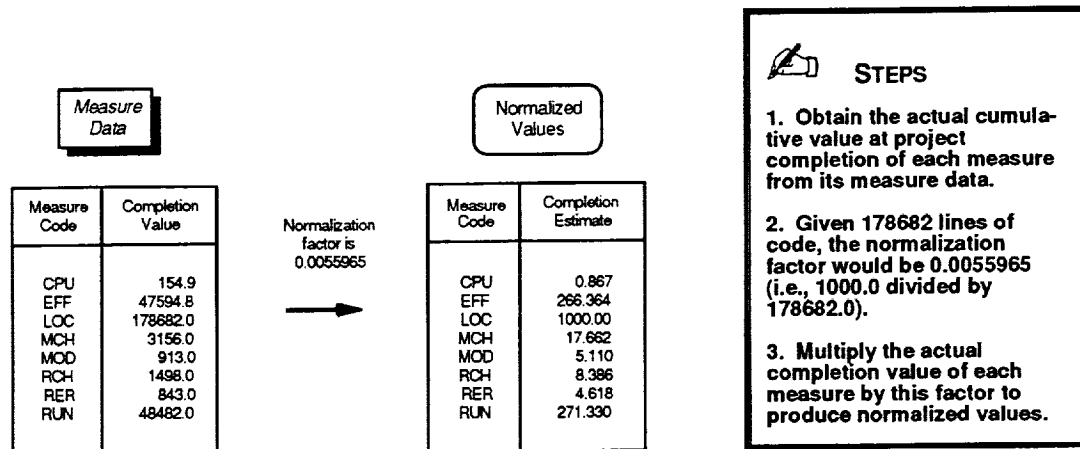 Measure
Data
Measure Code Completion Value
CPU 154.9
EFF 47594.8
LOC 178682.0
MCH 3156.0
MOD 913.0
RCH 1498.0
RER 843.0
RUN 48482.0
Normalization
factor is
0.0055965
Normalized
Values
Measure Code Completion Estimate
CPU 0.867
EFF 266.364
LOC 1000.00
MCH 17.662
MOD 5.110
RCH 8.386
RER 4.618
RUN 271.330
STEPS
1. Obtain the actual cumula-
tive value at project
completion of each measure
from its measure data.
2. Given 178682 lines of
code, the normalization
factor would be 0.0055965
(i.e., 1000.0 divided by
178682.0).
3. Multiply the actual
completion value of each
measure by this factor to
produce normalized values.